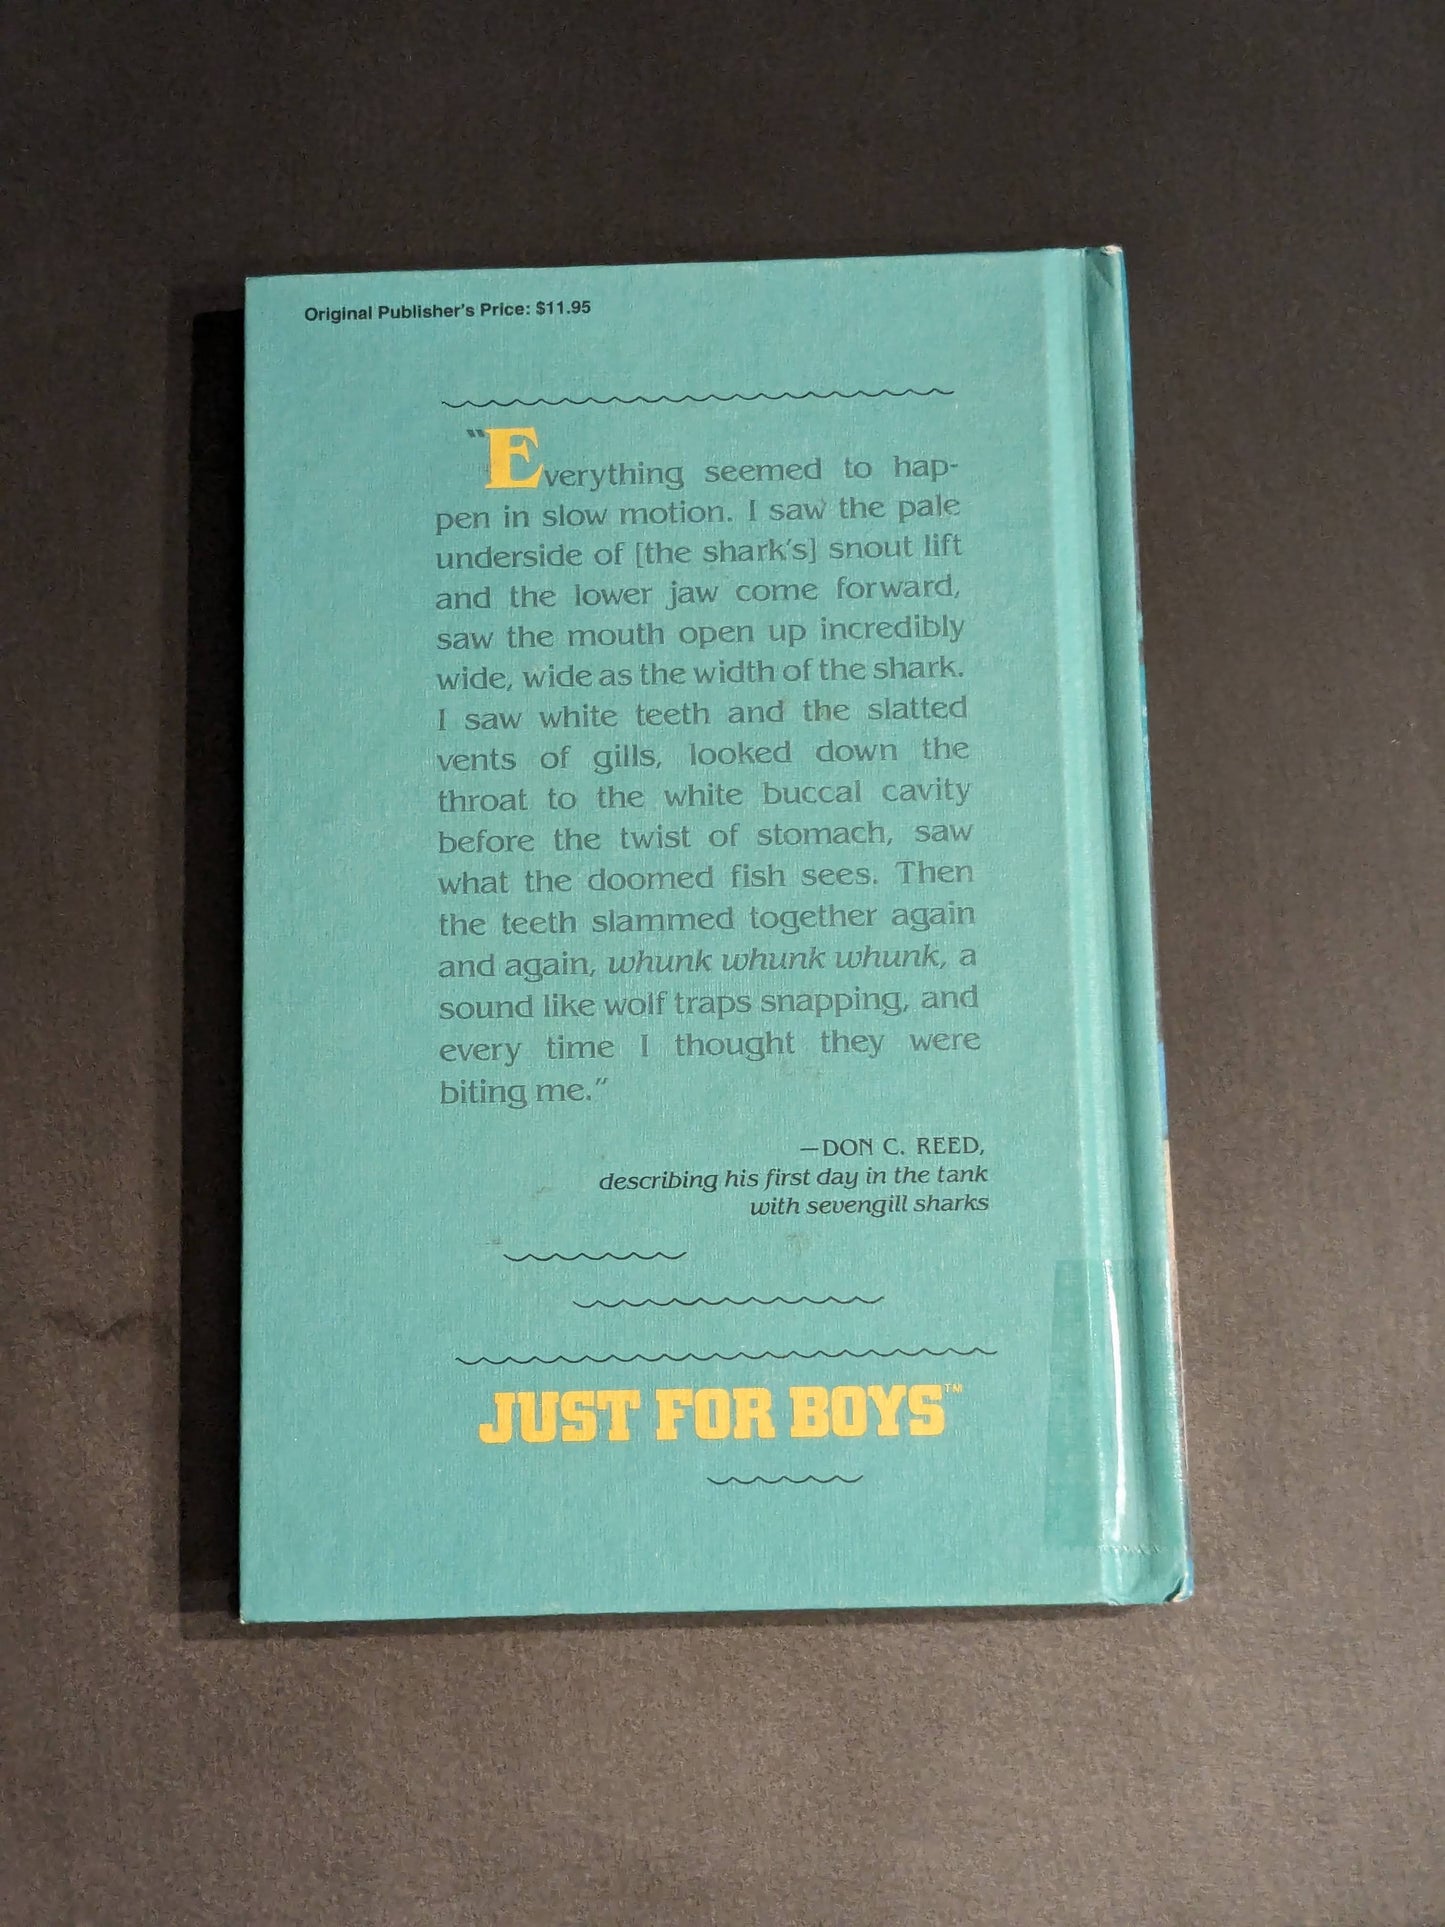 Original Publisher's Price: $11.95
"Everything seemed to hap-
pen in slow motion. I saw the pale
underside of [the shark's] snout lift
and the lower jaw come forward,
saw the mouth open up incredibly
wide, wide as the width of the shark.
I saw white teeth and the slatted
vents of gills, looked down the
throat to the white buccal cavity
before the twist of stomach, saw
what the doomed fish sees. Then
the teeth slammed together again
and again, whunk whunk whunk, a
sound like wolf traps snapping, and
every time I thought they were
biting me."
—DON C. REED,
describing his first day in the tank
with sevengill sharks
JUST FOR BOYS™